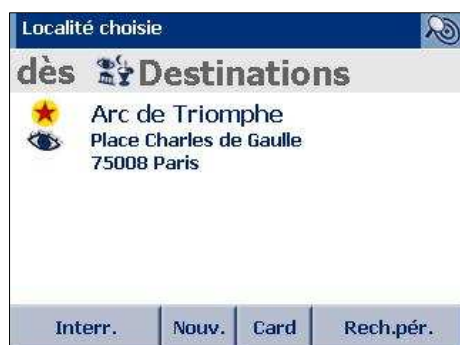 Localité choisie
dès Destinations
Arc de Triomphe
Place Charles de Gaulle
75008 Paris
Interr. Nouv. Card Rech.pér.